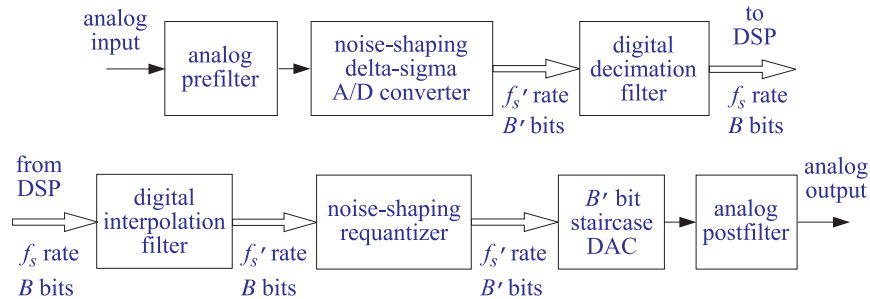 analog
input
analog
prefilter
noise-shaping
delta-sigma
A/D converter
fs′ rate
B′ bits
digital
decimation
filter
to
DSP
fs rate
B bits
from
DSP
fs rate
B bits
digital
interpolation
filter
fs′ rate
B bits
noise-shaping
requantizer
fs′ rate
B′ bits
B′ bit
staircase
DAC
analog
postfilter
analog
output